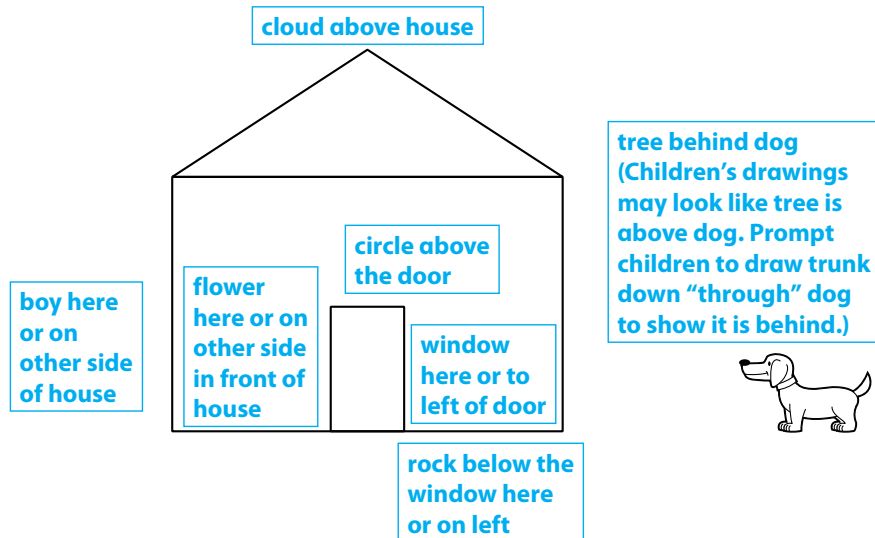 cloud above house
tree behind dog
(Children’s drawings
may look like tree is
above dog. Prompt
children to draw trunk
down “through” dog
to show it is behind.)
circle above
the door
flower
here or on
other side
in front of
house
boy here
or on
other side
of house
window
here or to
left of door
rock below the
window here
or on left